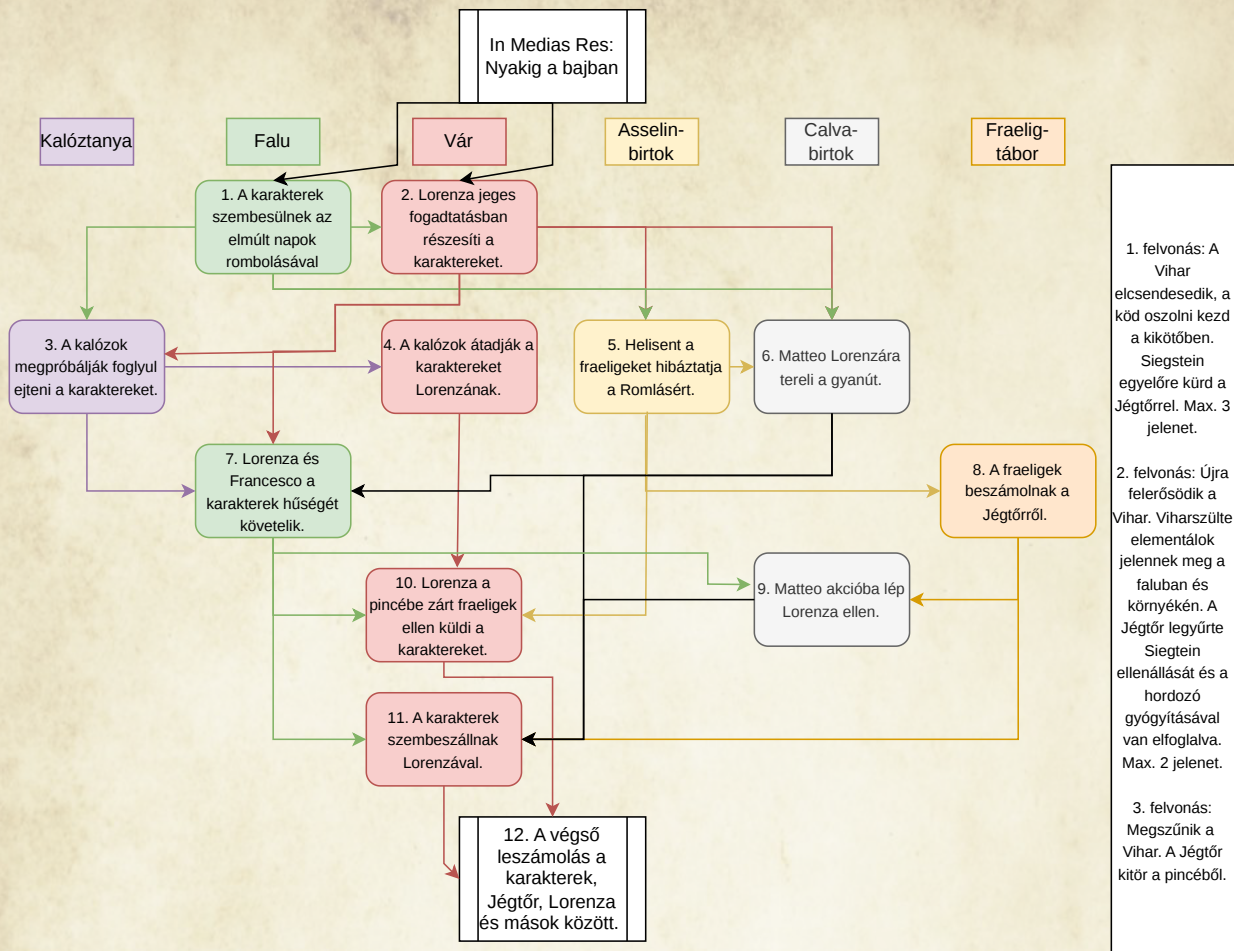 In Medias Res:
Nyakig a bajban
Kalóztanya
Falu
Vár
Asselin-
birtok
Calva-
birtok
Fraelig-
tábor
1. A karakterek
szembesülnek az
elmúlt napok
rombolásával
2. Lorenza jeges
fogadtatásban
részesíti a
karaktereket.
3. A kalózok
megpróbálják foglyul
ejteni a karaktereket.
4. A kalózok átadják a
karaktereket
Lorenzának.
5. Helisent a
fraeligeket hibáztatja
a Romlásért.
6. Matteo Lorenzára
tereli a gyanút.
7. Lorenza és
Francesco a
karakterek hűségét
követelik.
8. A fraeligek
beszámolnak a
Jégtőrről.
9. Matteo akcióba lép
Lorenza ellen.
10. Lorenza a
pincébe zárt fraeligek
ellen küldi a
karaktereket.
11. A karakterek
szembeszállnak
Lorenzával.
12. A végső
leszámolás a
karakterek,
Jégtőr, Lorenza
és mások között.
1. felvonás: A
Vihar
elcsendesedik, a
köd oszolni kezd
a kikötőben.
Siegstein
egyelőre kürd a
Jégtőrrel. Max. 3
jelenet.
2. felvonás: Újra
felerősödik a
Vihar. Viharszülte
elementálok
jelennek meg a
faluban és
környékén. A
Jégtőr legyűrte
Siegtein
ellenállását és a
hordozó
gyógyításával
van elfoglalva.
Max. 2 jelenet.
3. felvonás:
Megszűnik a
Vihar. A Jégtőr
kitör a pincéből.